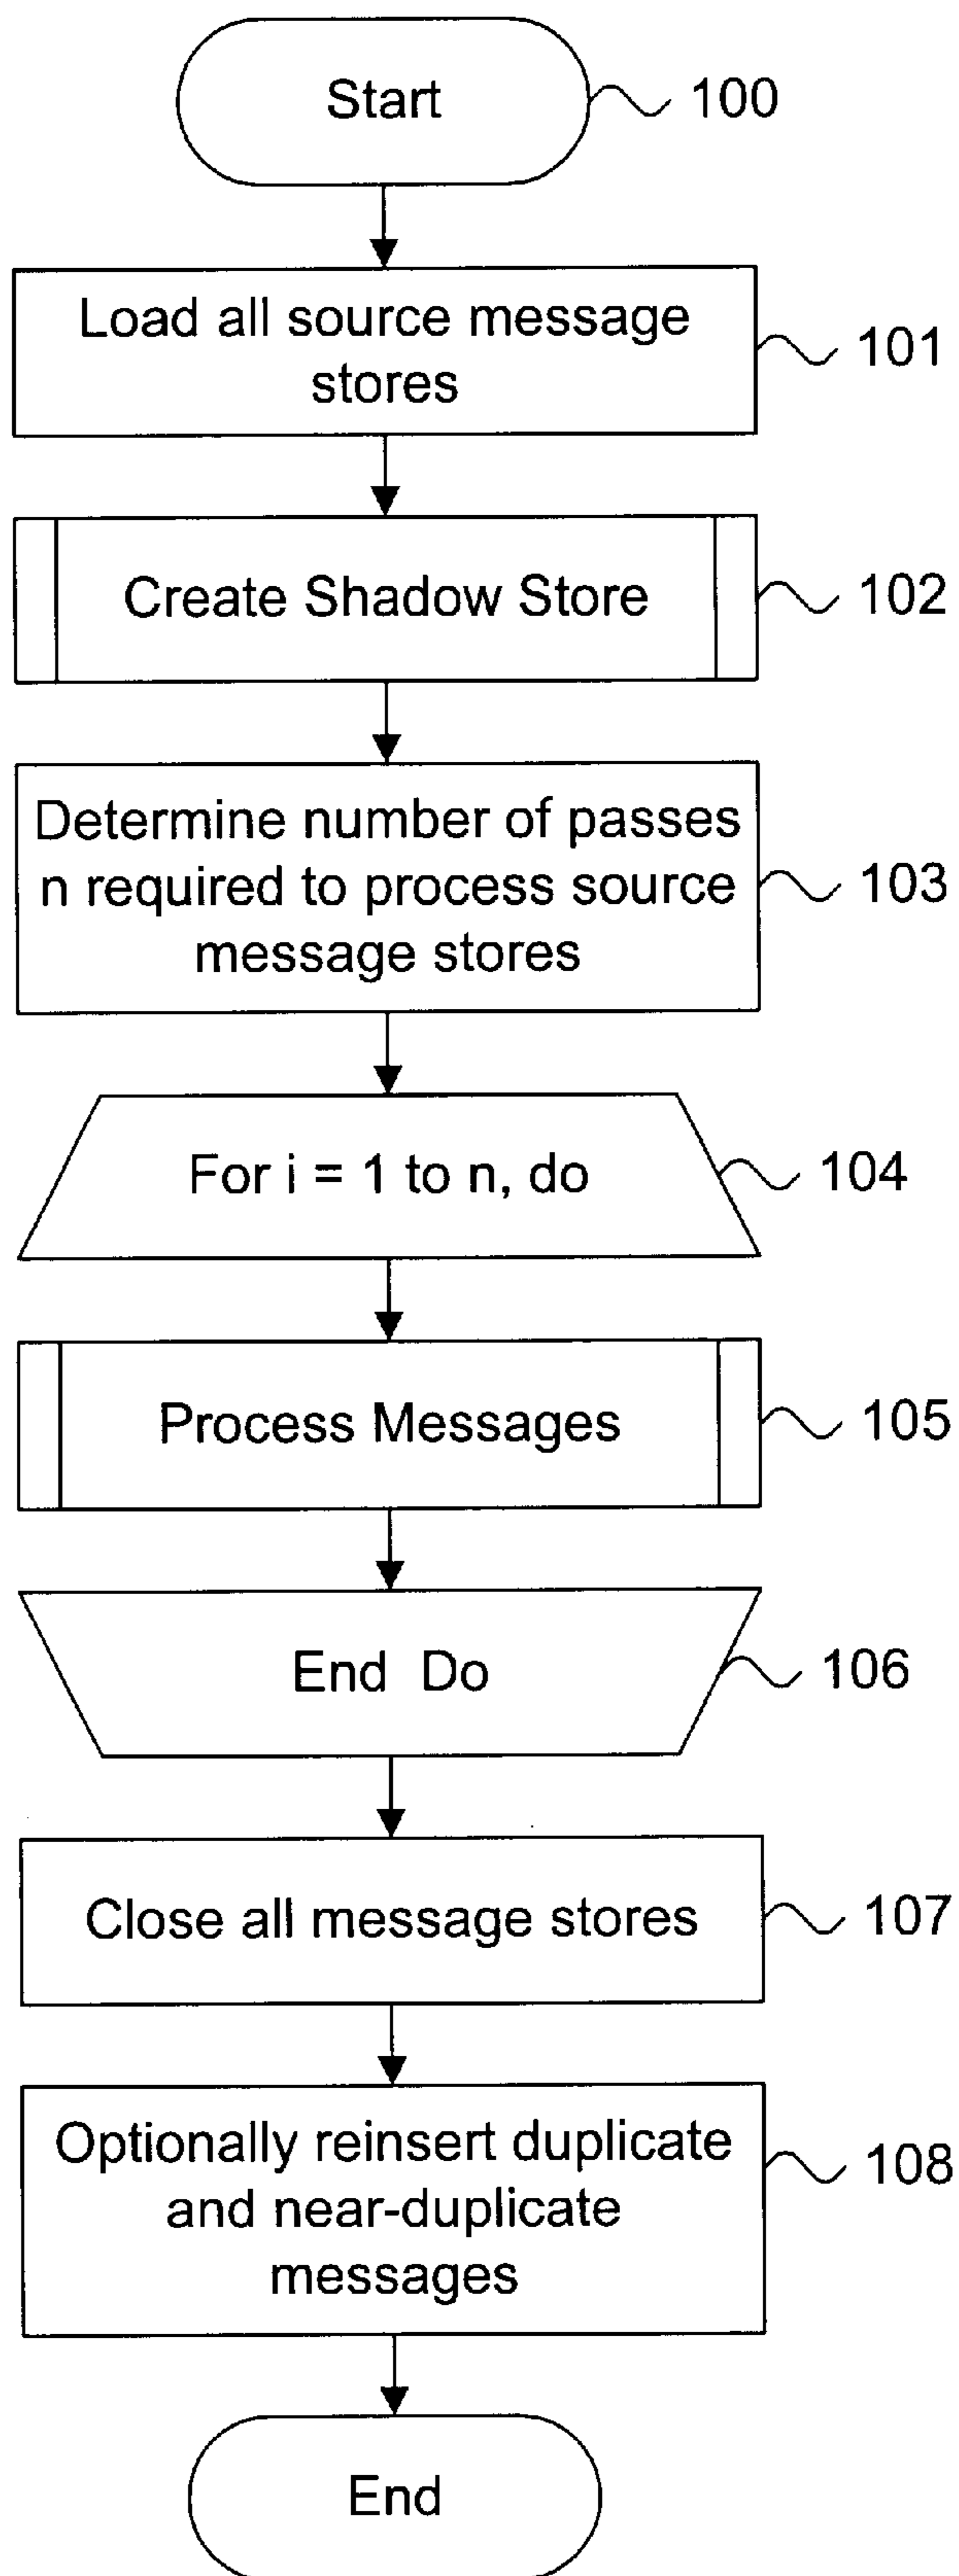 Start
100
Load all source message
stores
101
Create Shadow Store
102
Determine number of passes
n required to process source
message stores
103
For i = 1 to n, do
104
Process Messages
105
End Do
106
Close all message stores
107
Optionally reinsert duplicate
and near-duplicate
messages
108
End